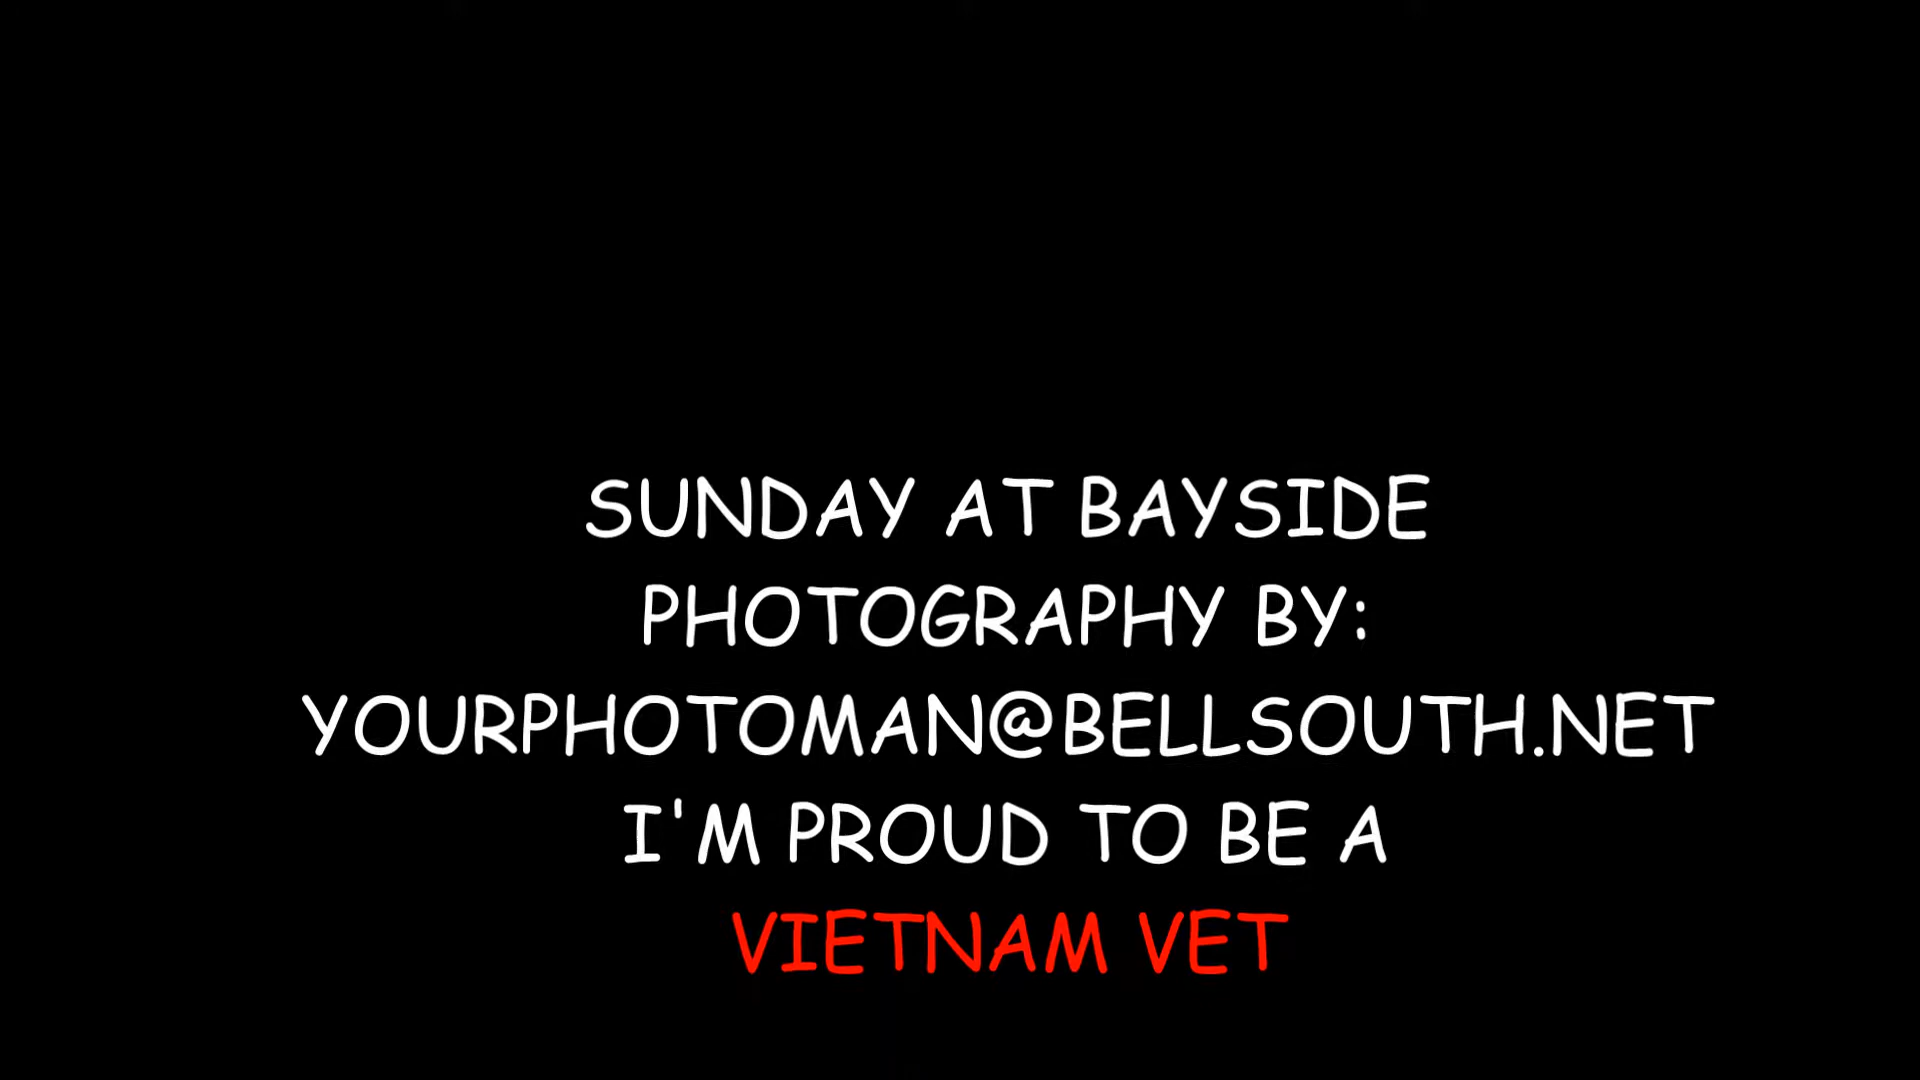 SUNDAY AT BAYSIDE
PHOTOGRAPHY BY:
YOURPHOTOMAN@BELLSOUTH.NET
I'M PROUD TO BE A
VIETNAM VET